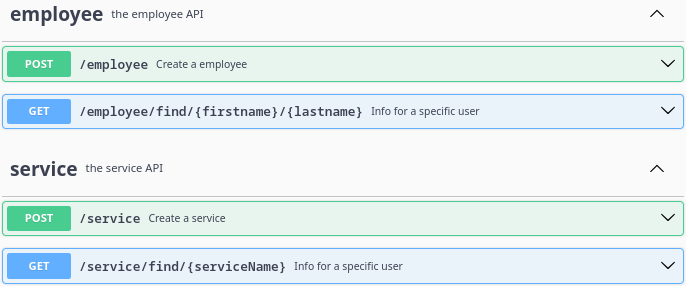 employee the employee API
POST /employee Create a employee
GET /employee/find/{firstname}/{lastname} Info for a specific user
service the service API
POST /service Create a service
GET /service/find/{serviceName} Info for a specific user